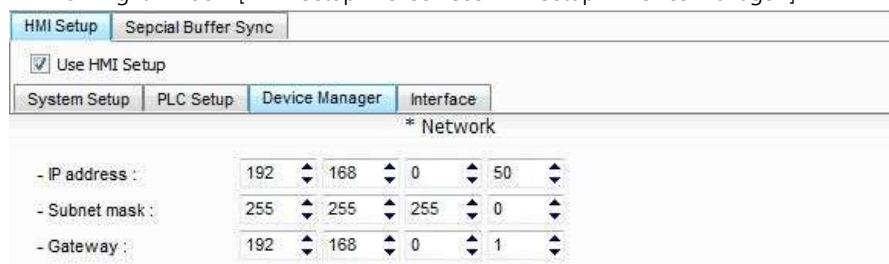 HMI Setup Sepcial Buffer Sync
Use HMI Setup
System Setup PLC Setup Device Manager Interface
* Network
- IP address : 192 168 0 50
- Subnet mask : 255 255 255 0
- Gateway : 192 168 0 1